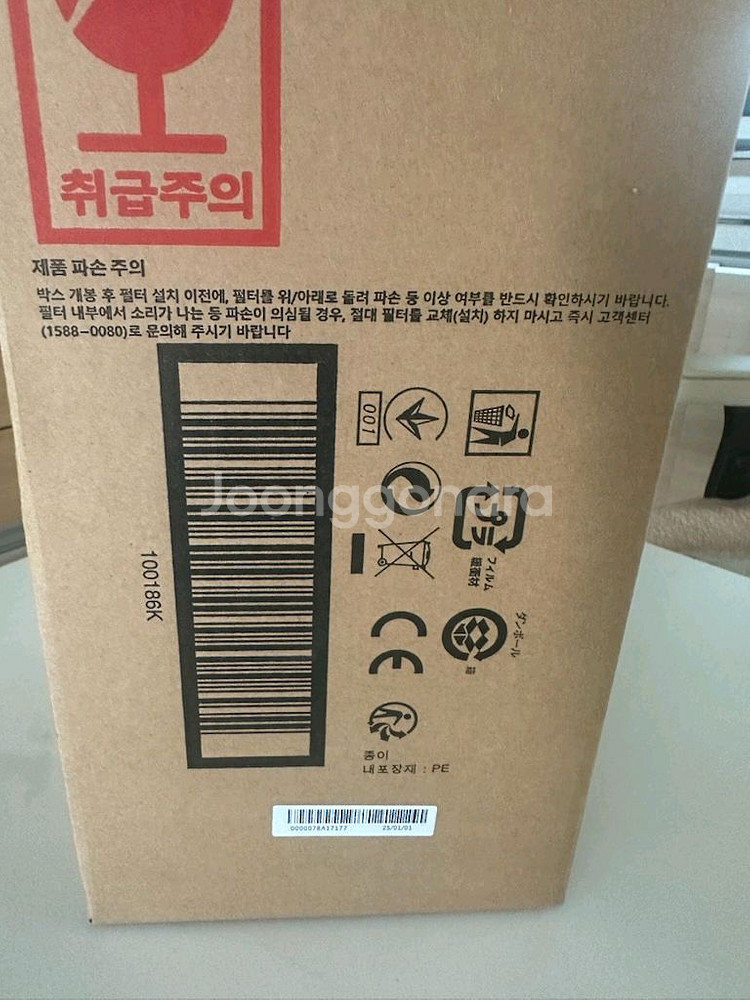 취급주의
제품 파손 주의
박스 개봉 후 필터 설치 이전에, 필터를 위/아래로 돌려 파손 등 이상 여부를 반드시 확인하시기 바랍니다.
필터 내부에서 소리가 나는 등 파손이 의심될 경우, 절대 필터를 교체(설치) 하지 마시고 즉시 고객센터
(1588-0080)로 문의해 주시기 바랍니다
001
Joonggonara
フィルム
緩衝材
100186K
ダンボール
箱
CE
종이
내포장재 : PE
0000078A17177 25/01/01